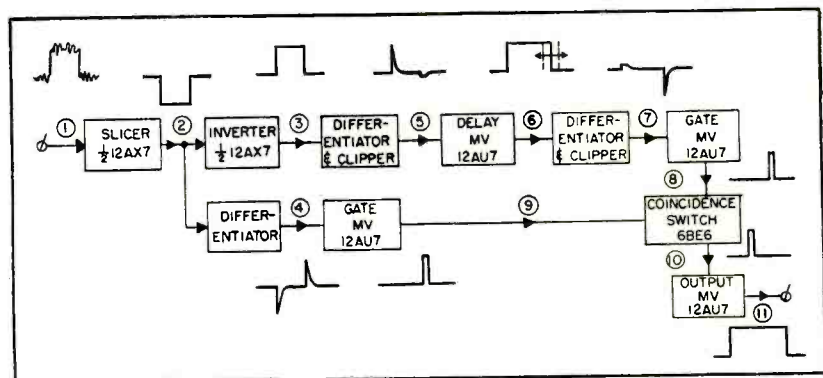 ① ② ③ ⑤ ⑥ ⑦
SLICER
½ 12AX7
INVERTER
½ 12AX7
DIFFER-
ENTIATOR
& CLIPPER
DELAY
MV
12AU7
DIFFER-
ENTIATOR
& CLIPPER
GATE
MV
12AU7
⑧
④ ⑨
DIFFER-
ENTIATOR
GATE
MV
12AU7
COINCIDENCE
SWITCH
6BE6
⑩
OUTPUT
MV
12AU7
⑪